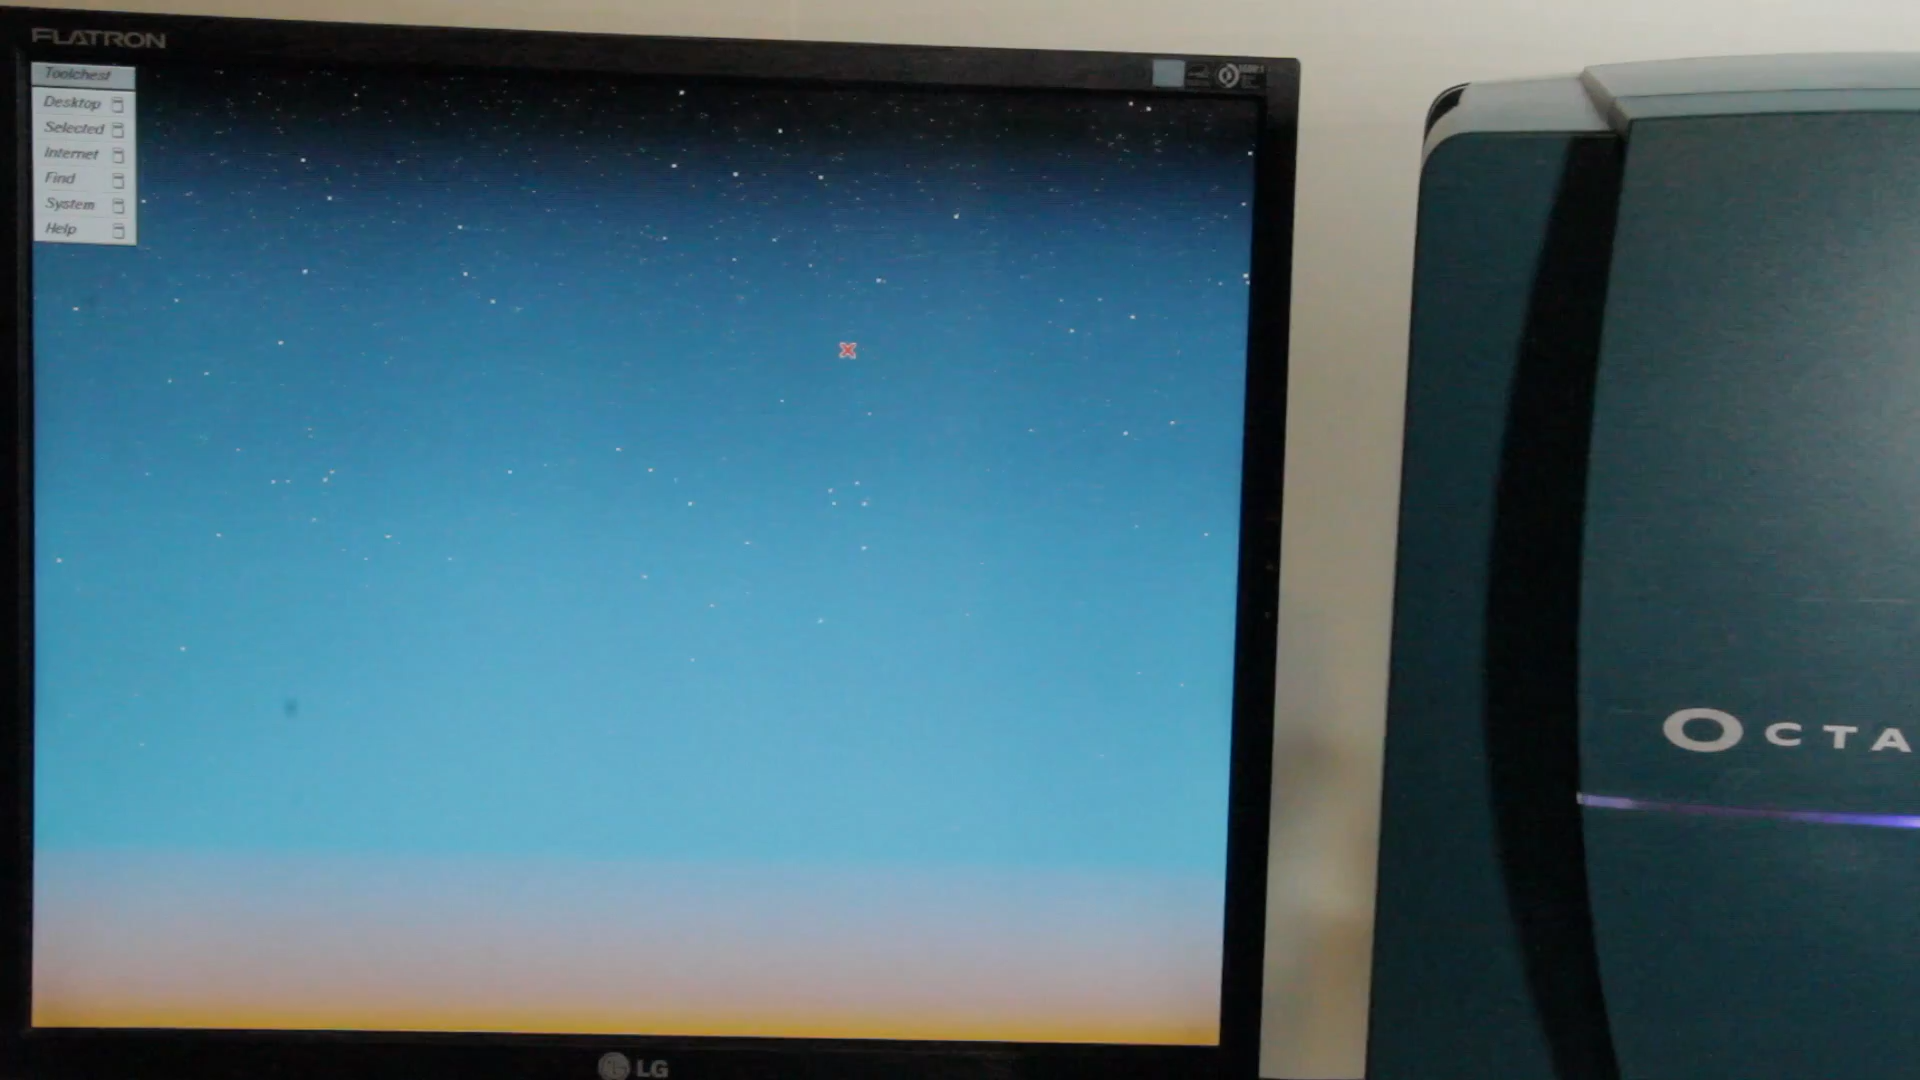 FLATRON
Toolchest
Desktop
Selected
Internet
Find
System
Help
OCTA
LG